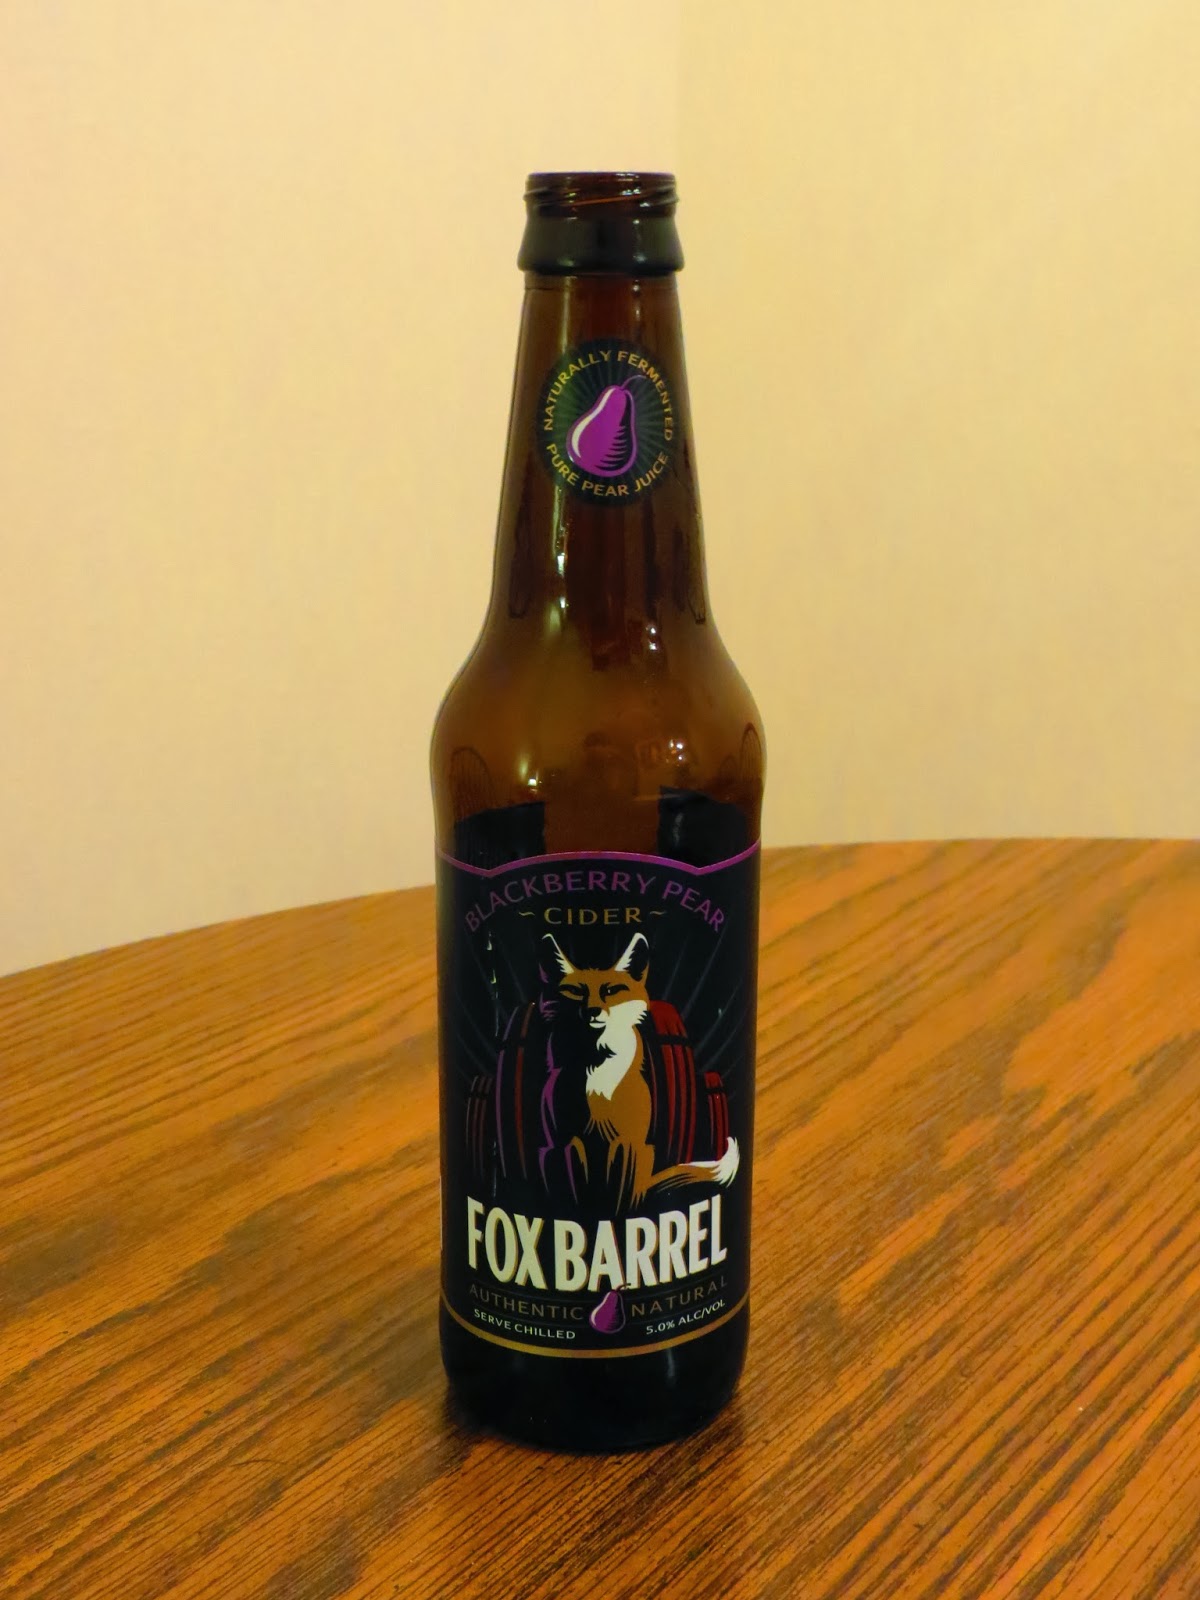 NATURALLY FERMENTED
PURE PEAR JUICE
BLACKBERRY PEAR
~CIDER~
FOX BARREL
AUTHENTIC NATURAL
SERVE CHILLED 5.0% ALC/VOL